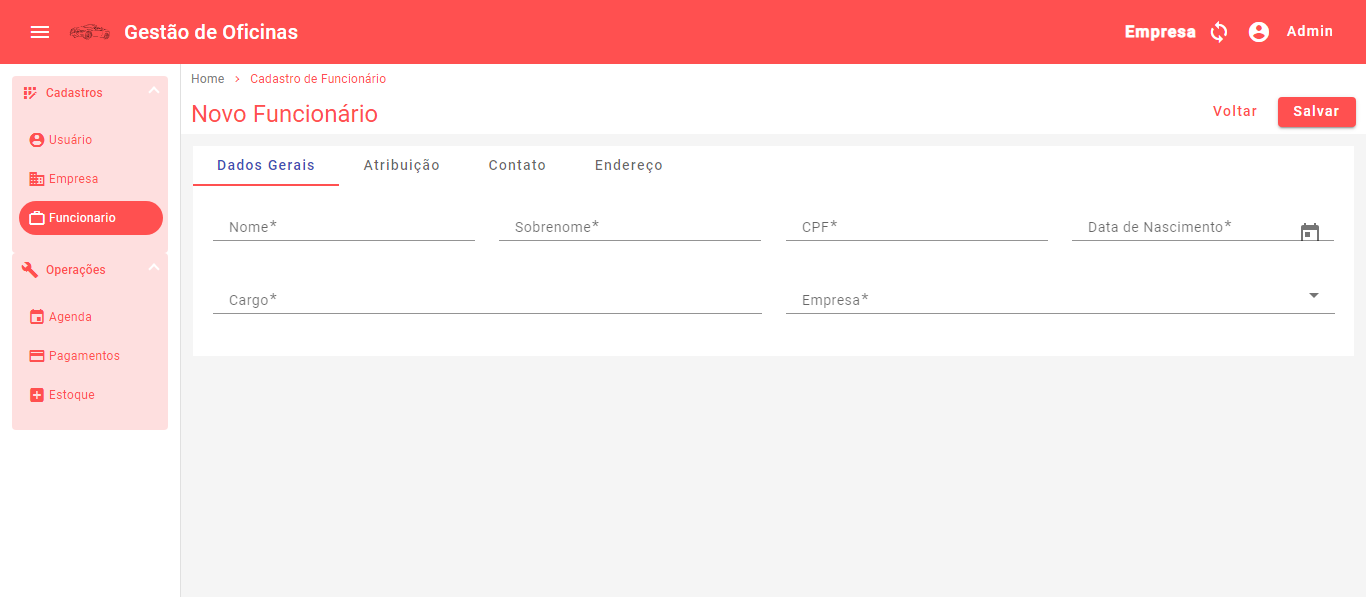 Gestão de Oficinas
Empresa
Admin
Cadastros
Usuário
Empresa
Funcionario
Operações
Agenda
Pagamentos
Estoque
Home > Cadastro de Funcionário
Novo Funcionário
Voltar
Salvar
Dados Gerais
Atribuição
Contato
Endereço
Nome*
Sobrenome*
CPF*
Data de Nascimento*
Cargo*
Empresa*